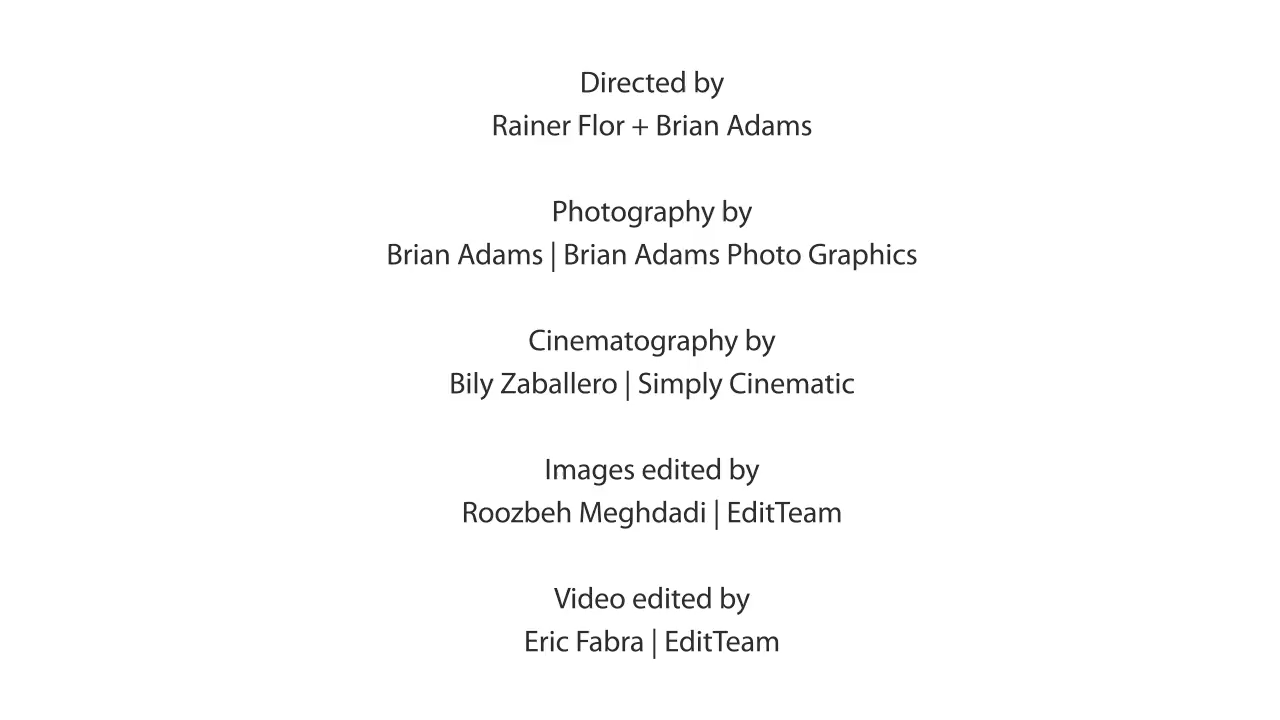 Directed by
Rainer Flor + Brian Adams
Photography by
Brian Adams | Brian Adams Photo Graphics
Cinematography by
Bily Zaballero | Simply Cinematic
Images edited by
Roozbeh Meghdadi | EditTeam
Video edited by
Eric Fabra | EditTeam